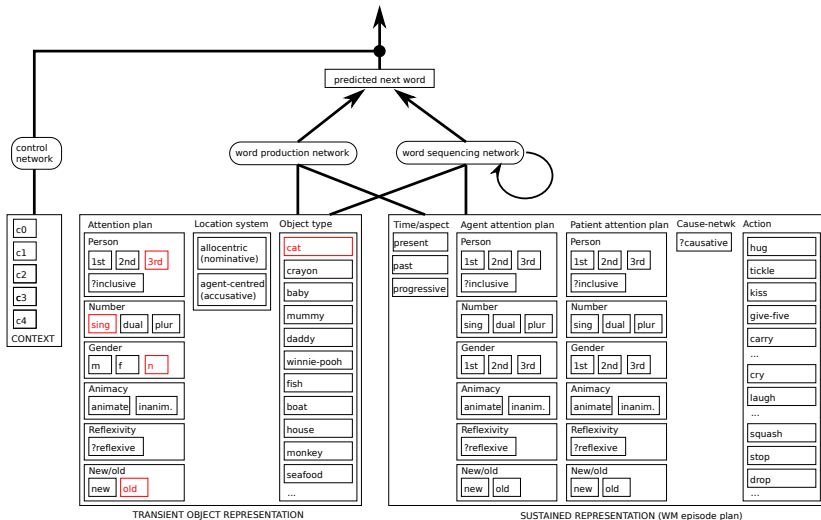 predicted next word
control
network
word production network
word sequencing network
c0
c1
c2
c3
c4
CONTEXT
Attention plan
Person
1st 2nd 3rd
?inclusive
Number
sing dual plur
Gender
m f n
Animacy
animate inanim.
Reflexivity
?reflexive
New/old
new old
Location system
allocentric
(nominative)
agent-centred
(accusative)
Object type
cat
crayon
baby
mummy
daddy
winnie-pooh
fish
boat
house
monkey
seafood
...
TRANSIENT OBJECT REPRESENTATION
Time/aspect
present
past
progressive
Agent attention plan
Person
1st 2nd 3rd
?inclusive
Number
sing dual plur
Gender
1st 2nd 3rd
Animacy
animate inanim.
Reflexivity
?reflexive
New/old
new old
Patient attention plan
Person
1st 2nd 3rd
?inclusive
Number
sing dual plur
Gender
1st 2nd 3rd
Animacy
animate inanim.
Reflexivity
?reflexive
New/old
new old
Cause-netwk
?causative
Action
hug
tickle
kiss
give-five
carry
...
cry
laugh
...
squash
stop
drop
...
SUSTAINED REPRESENTATION (WM episode plan)